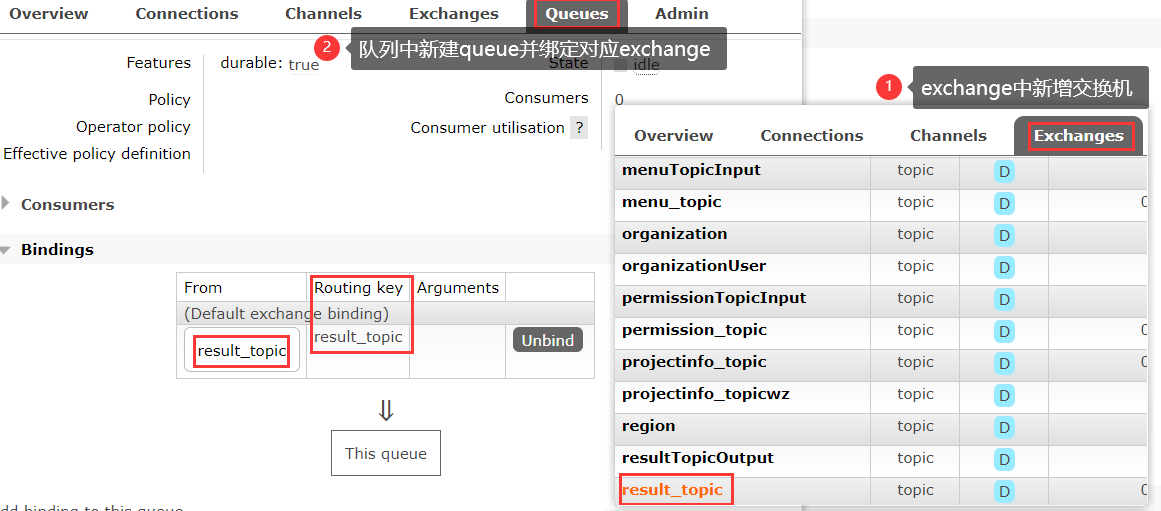 Overview Connections Channels Exchanges Queues Admin
2 队列中新建queue并绑定对应exchange
Features durable: true State idle
Policy Consumers 0
Operator policy Consumer utilisation ?
Effective policy definition
Consumers
Bindings
From Routing key Arguments
(Default exchange binding)
result_topic result_topic Unbind
⇓
This queue
add binding to this queue
1 exchange中新增交换机
Overview Connections Channels Exchanges
menuTopicInput topic D
menu_topic topic D 0
organization topic D
organizationUser topic D
permissionTopicInput topic D
permission_topic topic D 0
projectinfo_topic topic D 0
projectinfo_topicwz topic D
region topic D
resultTopicOutput topic D
result_topic topic D 0